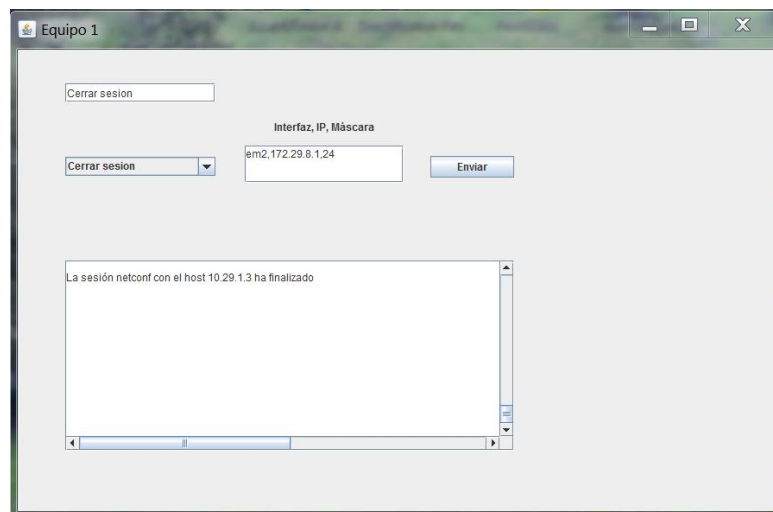 Equipo 1
Cerrar sesion
Interfaz, IP, Máscara
Cerrar sesion
em2,172.29.8.1,24
Enviar
La sesión netconf con el host 10.29.1.3 ha finalizado